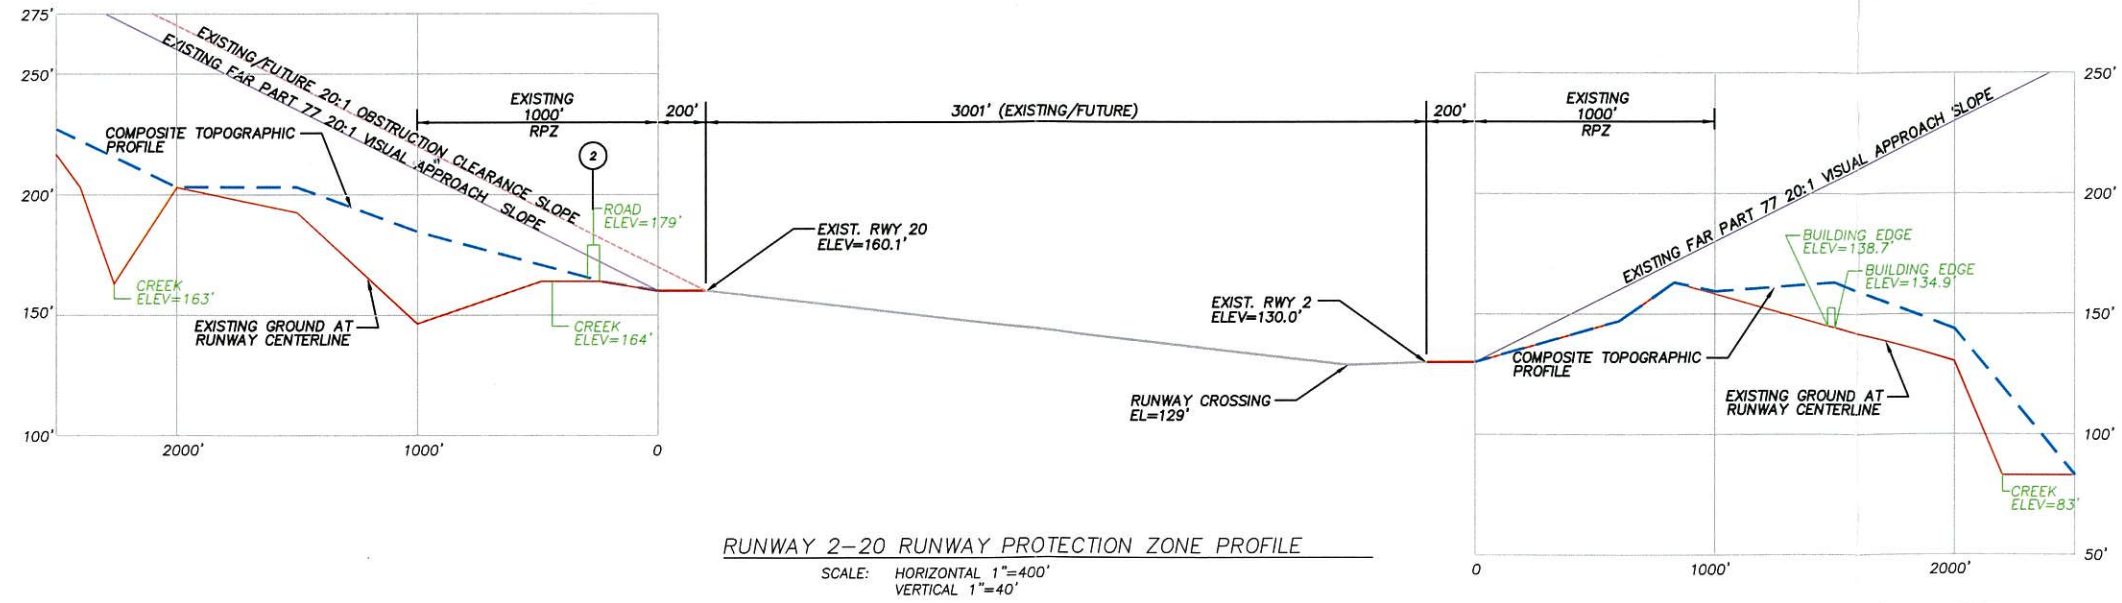 275'
250'
200'
150'
100'
2000'
1000'
0
EXISTING/FUTURE 20:1 OBSTRUCTION CLEARANCE SLOPE
EXISTING FAR PART 77 20:1 VISUAL "APPROACH SLOPE
COMPOSITE TOPOGRAPHIC
PROFILE
EXISTING
1000'
RPZ
200'
2
ROAD
ELEV=179'
CREEK
ELEV=163'
EXISTING GROUND AT
RUNWAY CENTERLINE
CREEK
ELEV=164'
3001' (EXISTING/FUTURE)
EXIST. RWY 20
ELEV=160.1'
EXIST. RWY 2
ELEV=130.0'
RUNWAY CROSSING
EL=129'
200'
EXISTING
1000'
RPZ
EXISTING FAR PART 77 20:1 VISUAL APPROACH SLOPE
BUILDING EDGE
ELEV=138.7'
BUILDING EDGE
ELEV=134.9'
COMPOSITE TOPOGRAPHIC
PROFILE
EXISTING GROUND AT
RUNWAY CENTERLINE
CREEK
ELEV=83'
250'
200'
150'
100'
50'
0
1000'
2000'
RUNWAY 2-20 RUNWAY PROTECTION ZONE PROFILE
SCALE: HORIZONTAL 1"=400'
VERTICAL 1"=40'